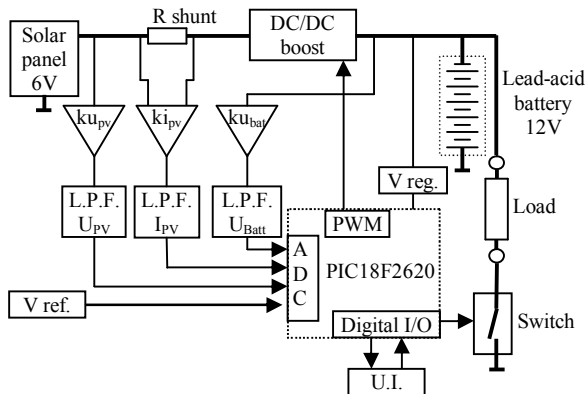 Solar
panel
6V
R shunt
DC/DC
boost
Lead-acid
battery
12V
ku_pv
ki_pv
ku_bat
L.P.F.
U_PV
L.P.F.
I_PV
L.P.F.
U_Batt
V reg.
Load
PWM
A
D
C
PIC18F2620
V ref.
Digital I/O
Switch
U.I.